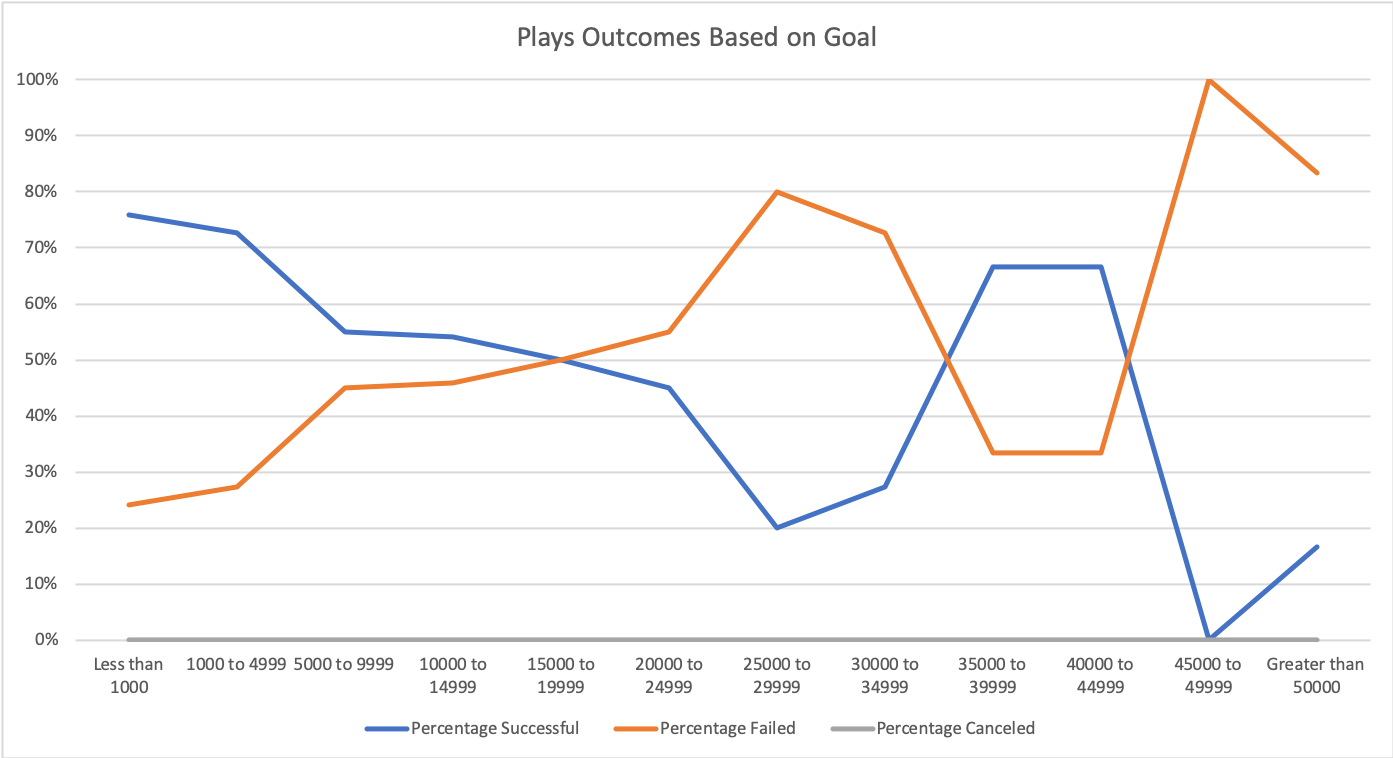 Plays Outcomes Based on Goal
100%
90%
80%
70%
60%
50%
40%
30%
20%
10%
0%
Less than 1000
1000 to 4999
5000 to 9999
10000 to 14999
15000 to 19999
20000 to 24999
25000 to 29999
30000 to 34999
35000 to 39999
40000 to 44999
45000 to 49999
Greater than 50000
Percentage Successful
Percentage Failed
Percentage Canceled